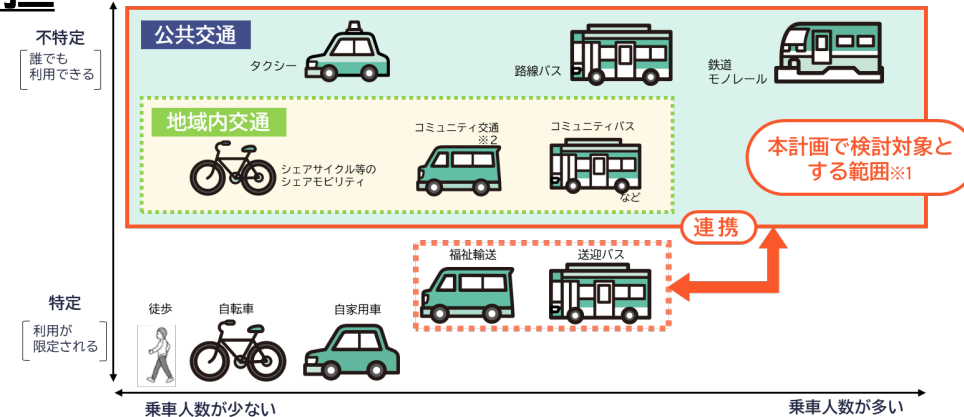 不特定
誰でも
利用できる
公共交通
タクシー
路線バス
鉄道
モノレール
地域内交通
シェアサイクル等の
シェアモビリティ
コミュニティ交通
※2
コミュニティバス
など
本計画で検討対象と
する範囲※1
連携
福祉輸送
送迎バス
特定
利用が
限定される
徒歩
自転車
自家用車
乗車人数が少ない
乗車人数が多い